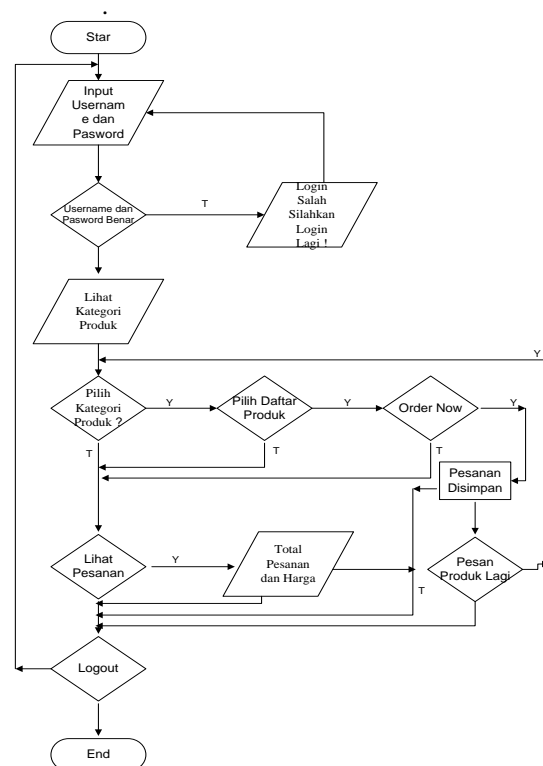 Star
Input
Usernam
e dan
Pasword
Username dan
Pasword Benar
T
Login
Salah
Silahkan
Login
Lagi !
Lihat
Kategori
Produk
Y
Pilih
Kategori
Produk ?
Y
Pilih Daftar
Produk
Y
Order Now
Y
T
T
T
Pesanan
Disimpan
Lihat
Pesanan
Y
Total
Pesanan
dan Harga
Pesan
Produk Lagi
T
Logout
End